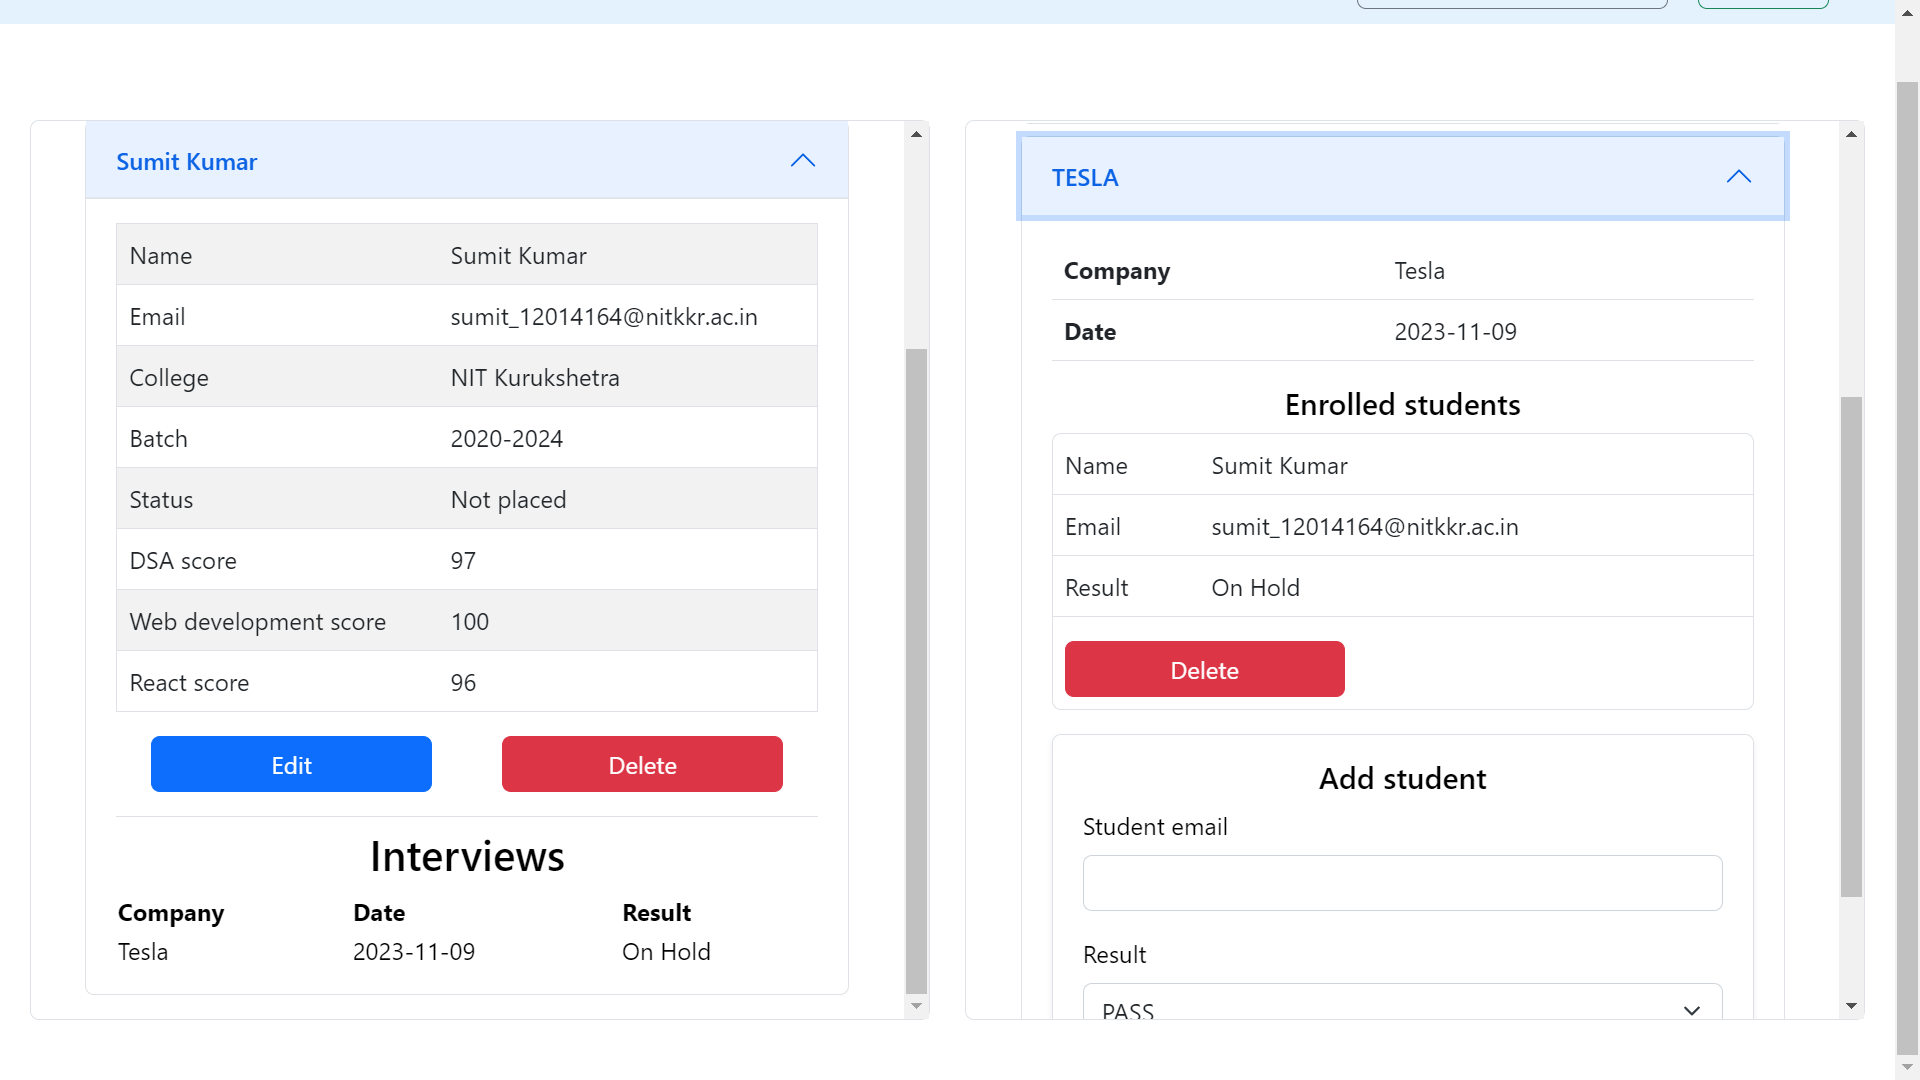 Sumit Kumar
Name Sumit Kumar
Email sumit_12014164@nitkkr.ac.in
College NIT Kurukshetra
Batch 2020-2024
Status Not placed
DSA score 97
Web development score 100
React score 96
Edit Delete
Interviews
Company Date Result
Tesla 2023-11-09 On Hold
TESLA
Company Tesla
Date 2023-11-09
Enrolled students
Name Sumit Kumar
Email sumit_12014164@nitkkr.ac.in
Result On Hold
Delete
Add student
Student email
Result
PASS